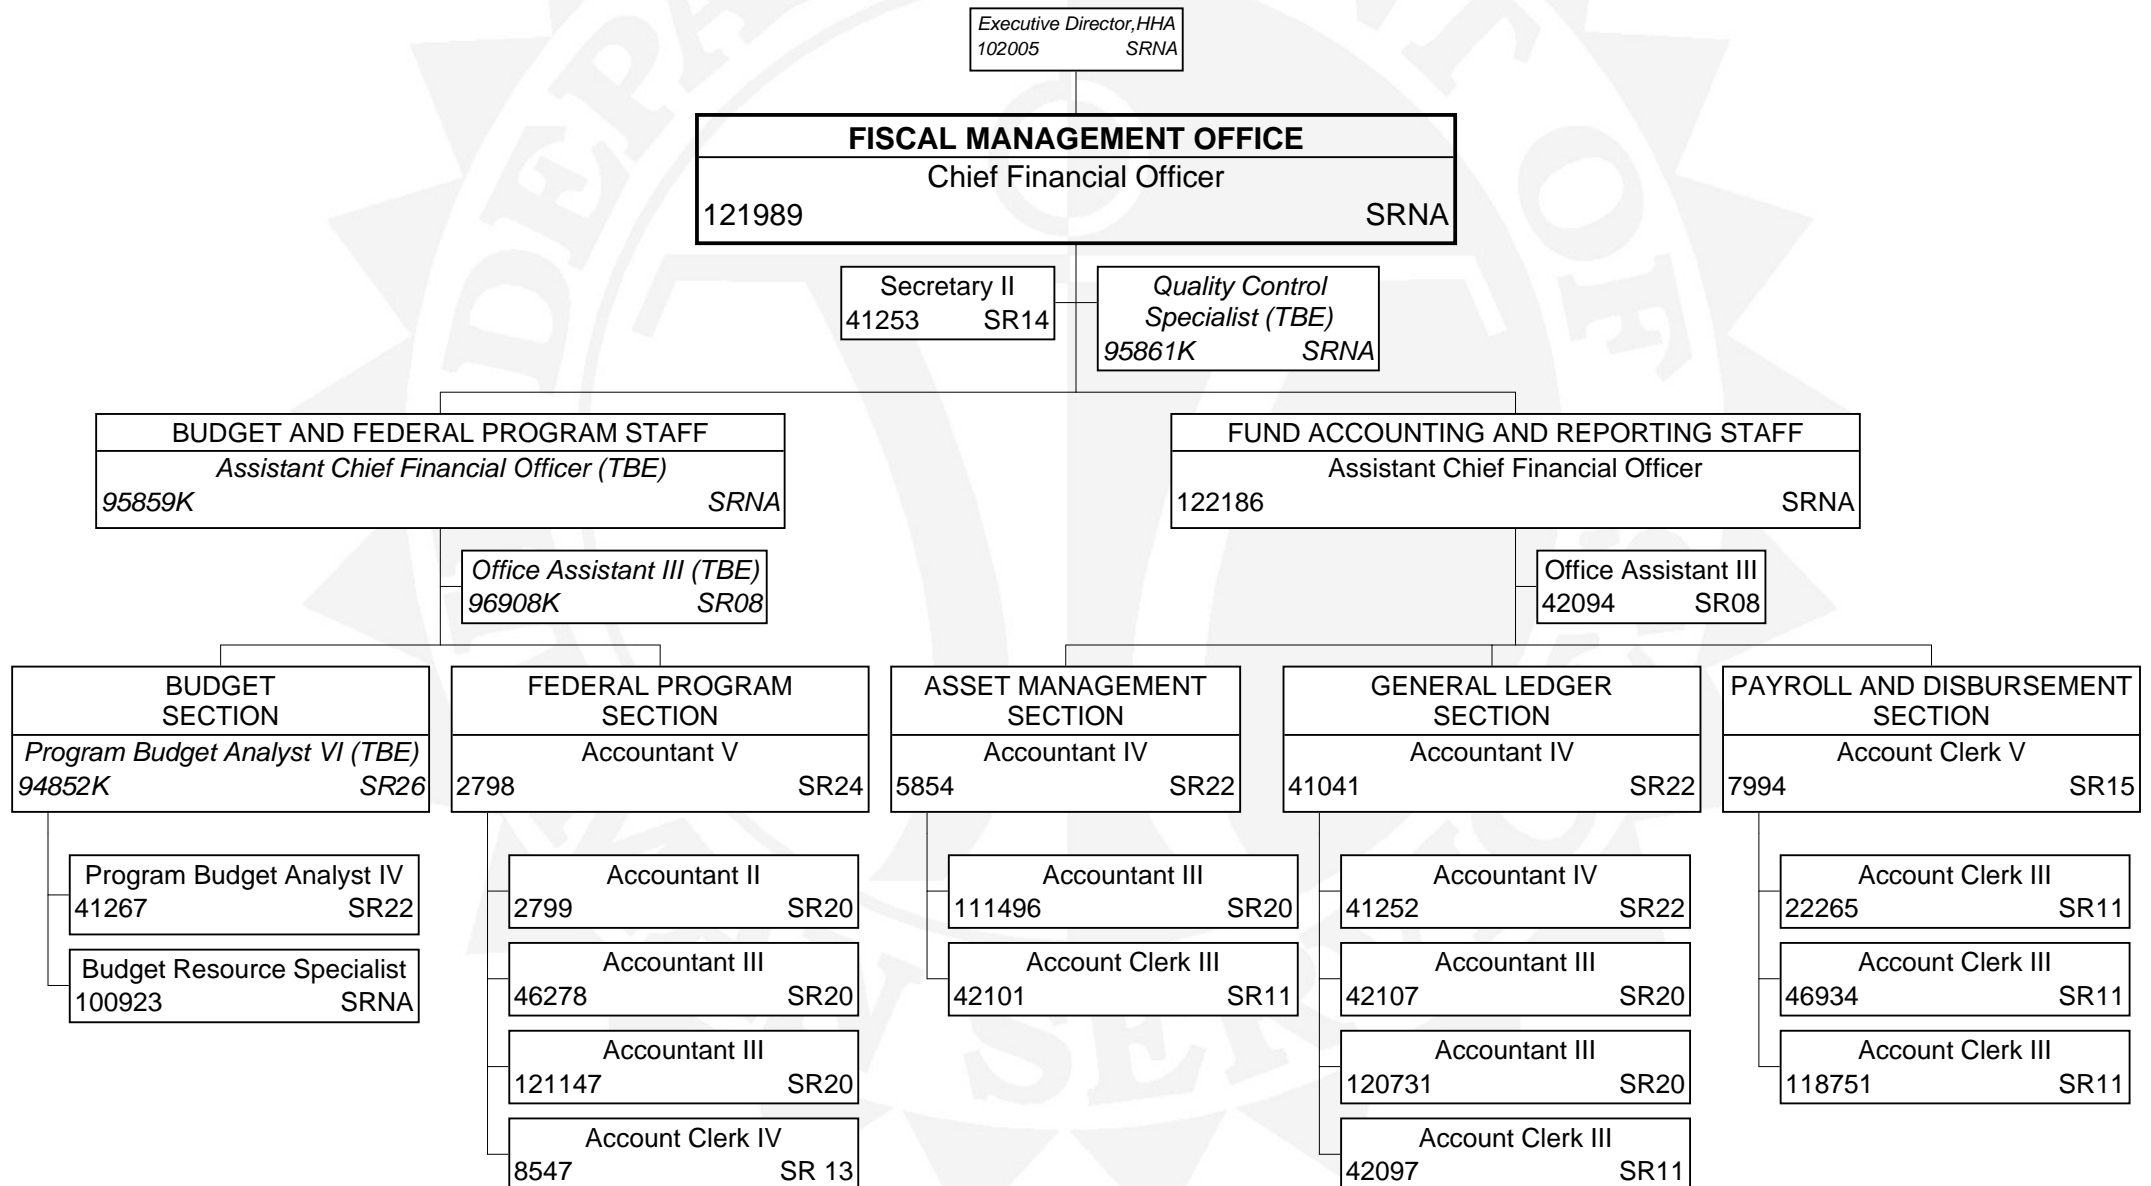 Executive Director,HHA
102005 SRNA
FISCAL MANAGEMENT OFFICE
Chief Financial Officer
121989 SRNA
Secretary II
41253 SR14
Quality Control
Specialist (TBE)
95861K SRNA
BUDGET AND FEDERAL PROGRAM STAFF
Assistant Chief Financial Officer (TBE)
95859K SRNA
FUND ACCOUNTING AND REPORTING STAFF
Assistant Chief Financial Officer
122186 SRNA
Office Assistant III (TBE)
96908K SR08
Office Assistant III
42094 SR08
BUDGET
SECTION
Program Budget Analyst VI (TBE)
94852K SR26
Program Budget Analyst IV
41267 SR22
Budget Resource Specialist
100923 SRNA
FEDERAL PROGRAM
SECTION
Accountant V
2798 SR24
Accountant II
2799 SR20
Accountant III
46278 SR20
Accountant III
121147 SR20
Account Clerk IV
8547 SR 13
ASSET MANAGEMENT
SECTION
Accountant IV
5854 SR22
Accountant III
111496 SR20
Account Clerk III
42101 SR11
GENERAL LEDGER
SECTION
Accountant IV
41041 SR22
Accountant IV
41252 SR22
Accountant III
42107 SR20
Accountant III
120731 SR20
Account Clerk III
42097 SR11
PAYROLL AND DISBURSEMENT
SECTION
Account Clerk V
7994 SR15
Account Clerk III
22265 SR11
Account Clerk III
46934 SR11
Account Clerk III
118751 SR11